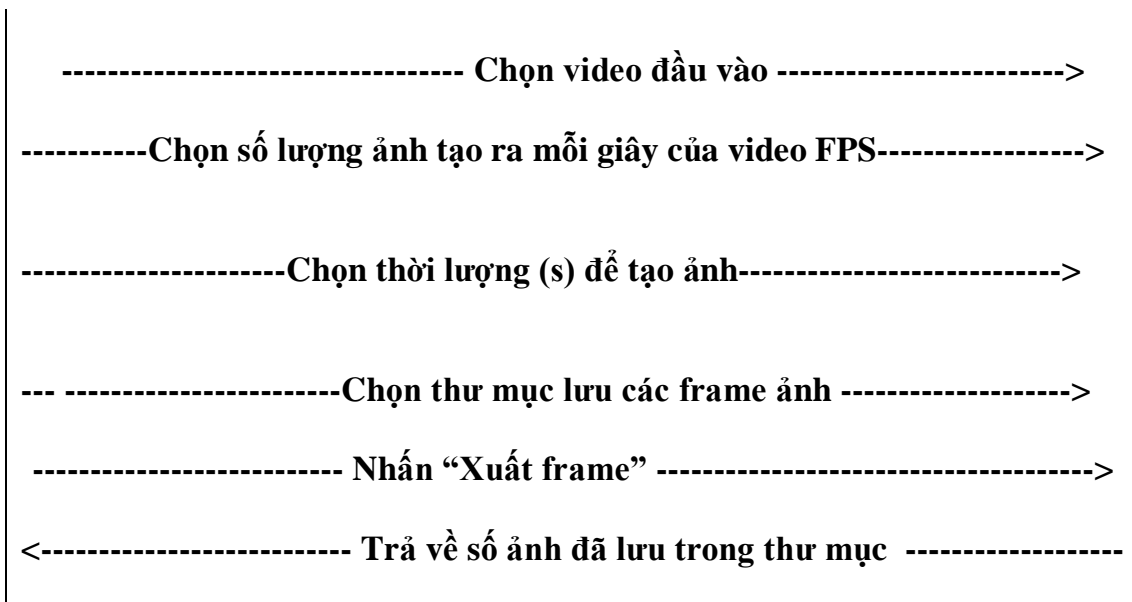 ----------------------------------- Chọn video đầu vào ------------------------->
-----------Chọn số lượng ảnh tạo ra mỗi giây của video FPS------------------>
-----------------------Chọn thời lượng (s) để tạo ảnh---------------------------->
--- ------------------------Chọn thư mục lưu các frame ảnh -------------------->
--------------------------- Nhấn “Xuất frame” -------------------------------------->
<--------------------------- Trả về số ảnh đã lưu trong thư mục -------------------